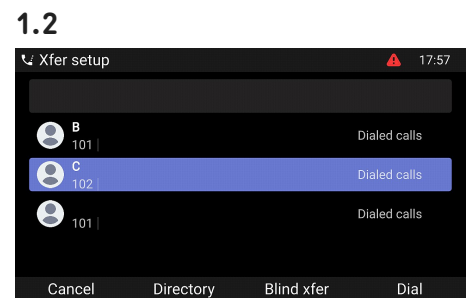 1.2
Xfer setup 17:57
B
101 | Dialed calls
C
102 | Dialed calls
101 | Dialed calls
Cancel Directory Blind xfer Dial